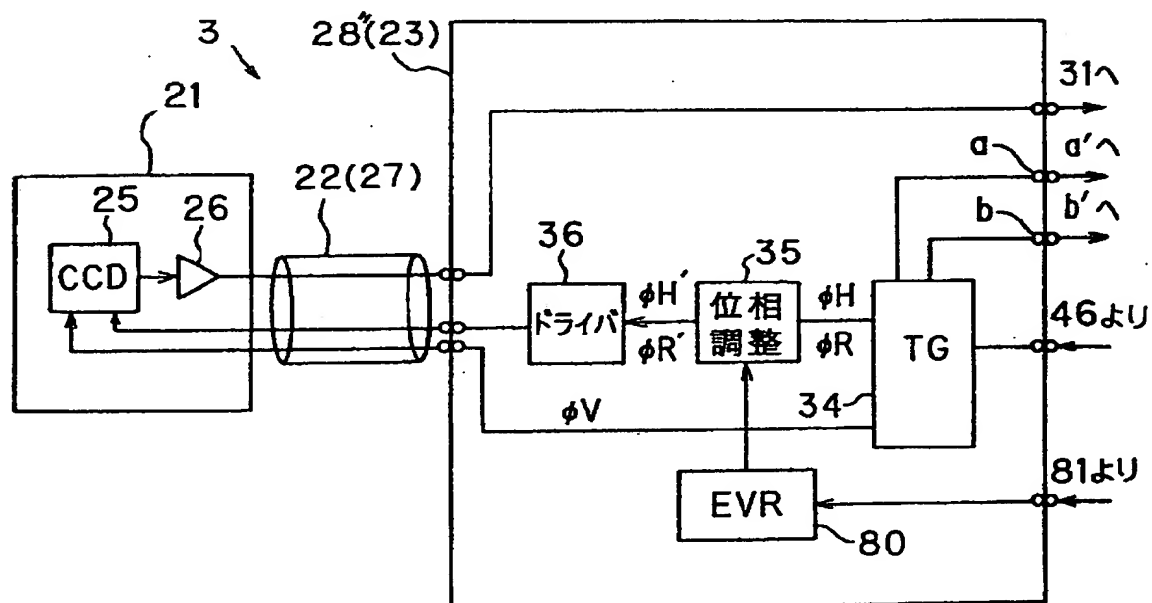 3
28″(23)
31へ
21
a
a′へ
22(27)
b
b′へ
25
26
36
35
CCD
ドライバ
φH′
φR′
位相
調整
φH
φR
TG
46より
34
φV
81より
EVR
80